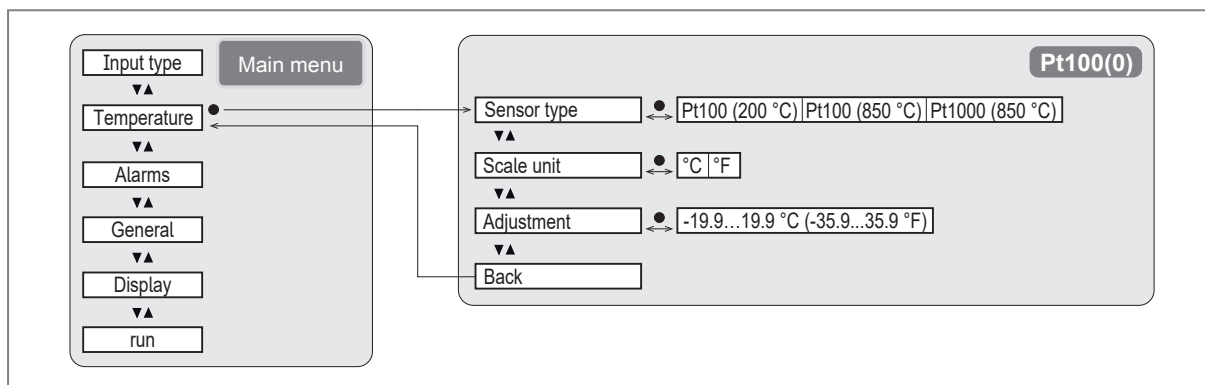 Main menu
Input type
Temperature
Alarms
General
Display
run
Pt100(0)
Sensor type
Pt100 (200 °C) Pt100 (850 °C) Pt1000 (850 °C)
Scale unit
°C °F
Adjustment
-19.9…19.9 °C (-35.9...35.9 °F)
Back